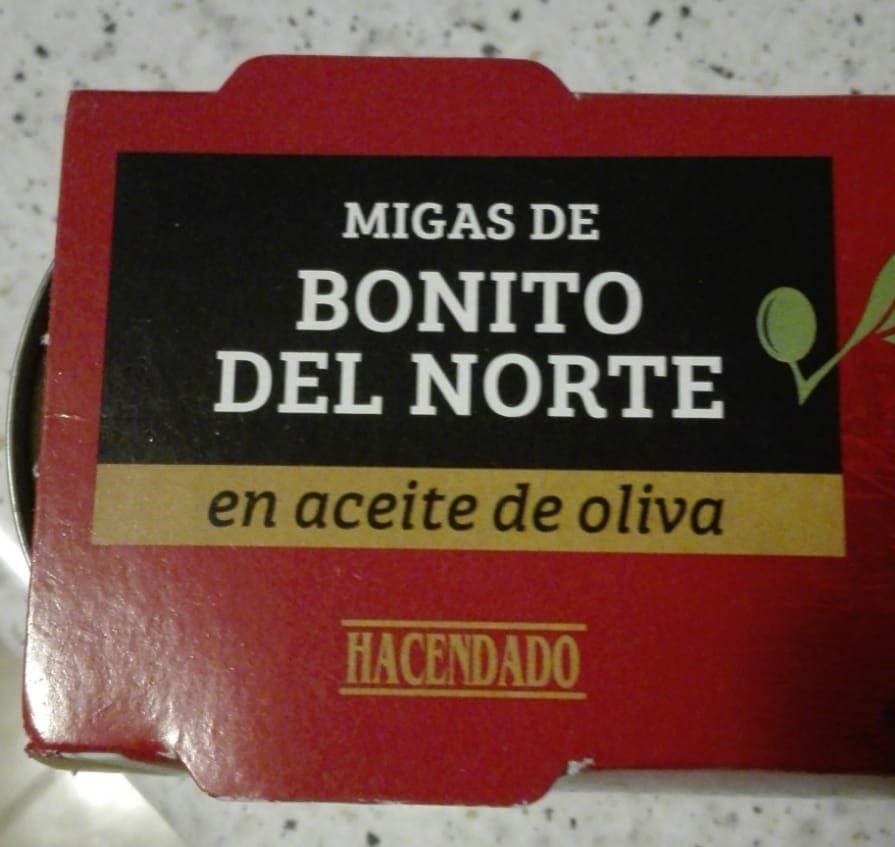 MIGAS DE
BONITO
DEL NORTE
en aceite de oliva
HACENDADO